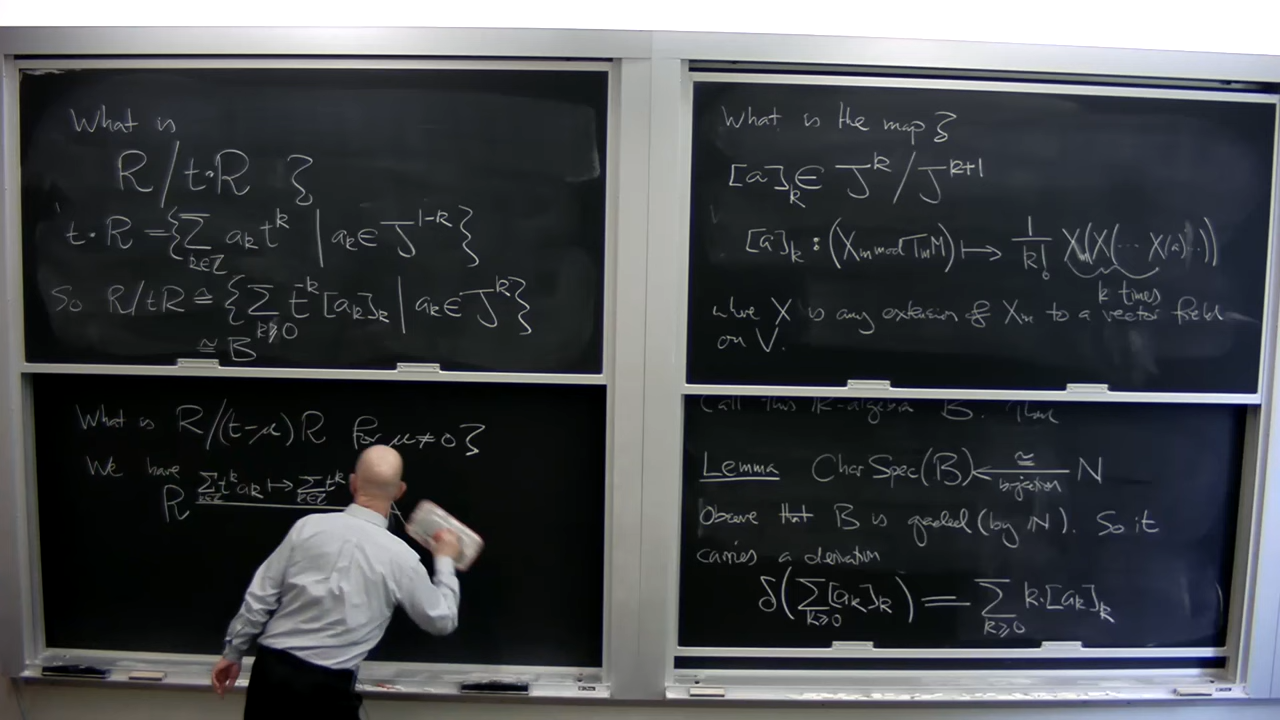 What is
R/t·R ?
t·R = {∑_{k∈Z} a_k t^k | a_k ∈ J^{1-k}}
So R/tR ≅ {∑_{k≥0} t^{-k} [a_k]_k | a_k ∈ J^k}
≅ B
What is R/(t-μ)R for μ≠0?
We have
R ∑_{k∈Z} t^k a_k ↦ ∑_{k∈Z} t^k
What is the map?
[a]_k ∈ J^k / J^{k+1}
[a]_k : (X_m mod T_mM) ↦ 1/k! X(X(⋯ X(a)⋯))
k times
where X is any extension of X_m to a vector field
on V.
Call this R-algebra B. Then
Lemma CharSpec(B) ←≅ bijection N
Observe that B is graded (by N). So it
carries a derivation
δ(∑_{k≥0} [a_k]_k) = ∑_{k≥0} k·[a_k]_k